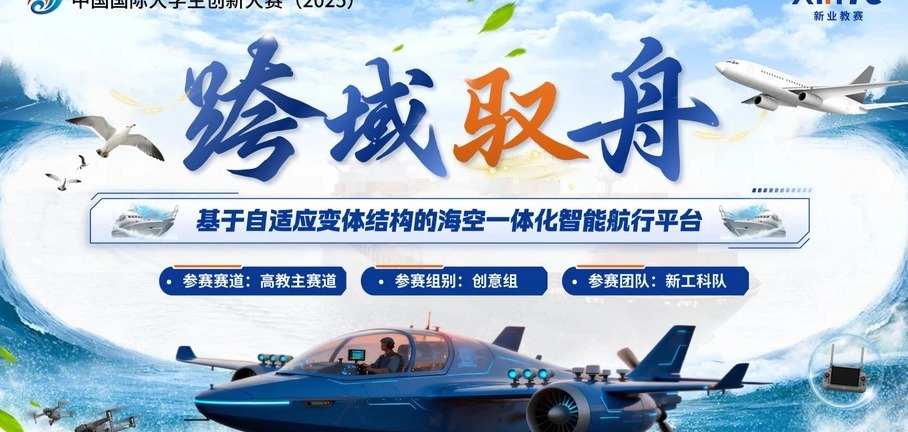 中国国际大学生创新大赛（2025）
新业教赛
跨域驭舟
基于自适应变体结构的海空一体化智能航行平台
参赛赛道：高教主赛道
参赛组别：创意组
参赛团队：新工科队